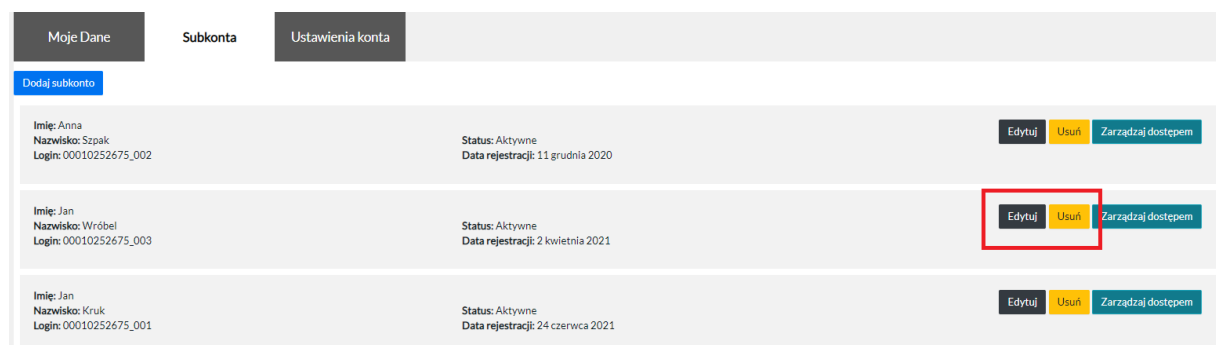 Moje Dane Subkonta Ustawienia konta
Dodaj subkonto
Imię: Anna
Nazwisko: Szpak
Login: 00010252675_002
Status: Aktywne
Data rejestracji: 11 grudnia 2020
Edytuj Usuń Zarządzaj dostępem
Imię: Jan
Nazwisko: Wróbel
Login: 00010252675_003
Status: Aktywne
Data rejestracji: 2 kwietnia 2021
Edytuj Usuń Zarządzaj dostępem
Imię: Jan
Nazwisko: Kruk
Login: 00010252675_001
Status: Aktywne
Data rejestracji: 24 czerwca 2021
Edytuj Usuń Zarządzaj dostępem